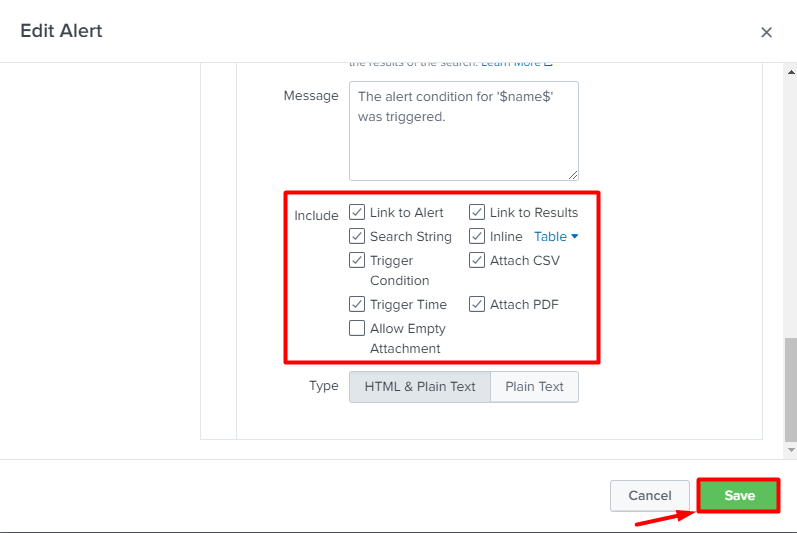 Edit Alert
the results of the search. Learn More
Message
The alert condition for '$name$'
was triggered.
Include
Link to Alert
Link to Results
Search String
Inline Table
Trigger
Condition
Attach CSV
Trigger Time
Attach PDF
Allow Empty
Attachment
Type
HTML & Plain Text
Plain Text
Cancel
Save